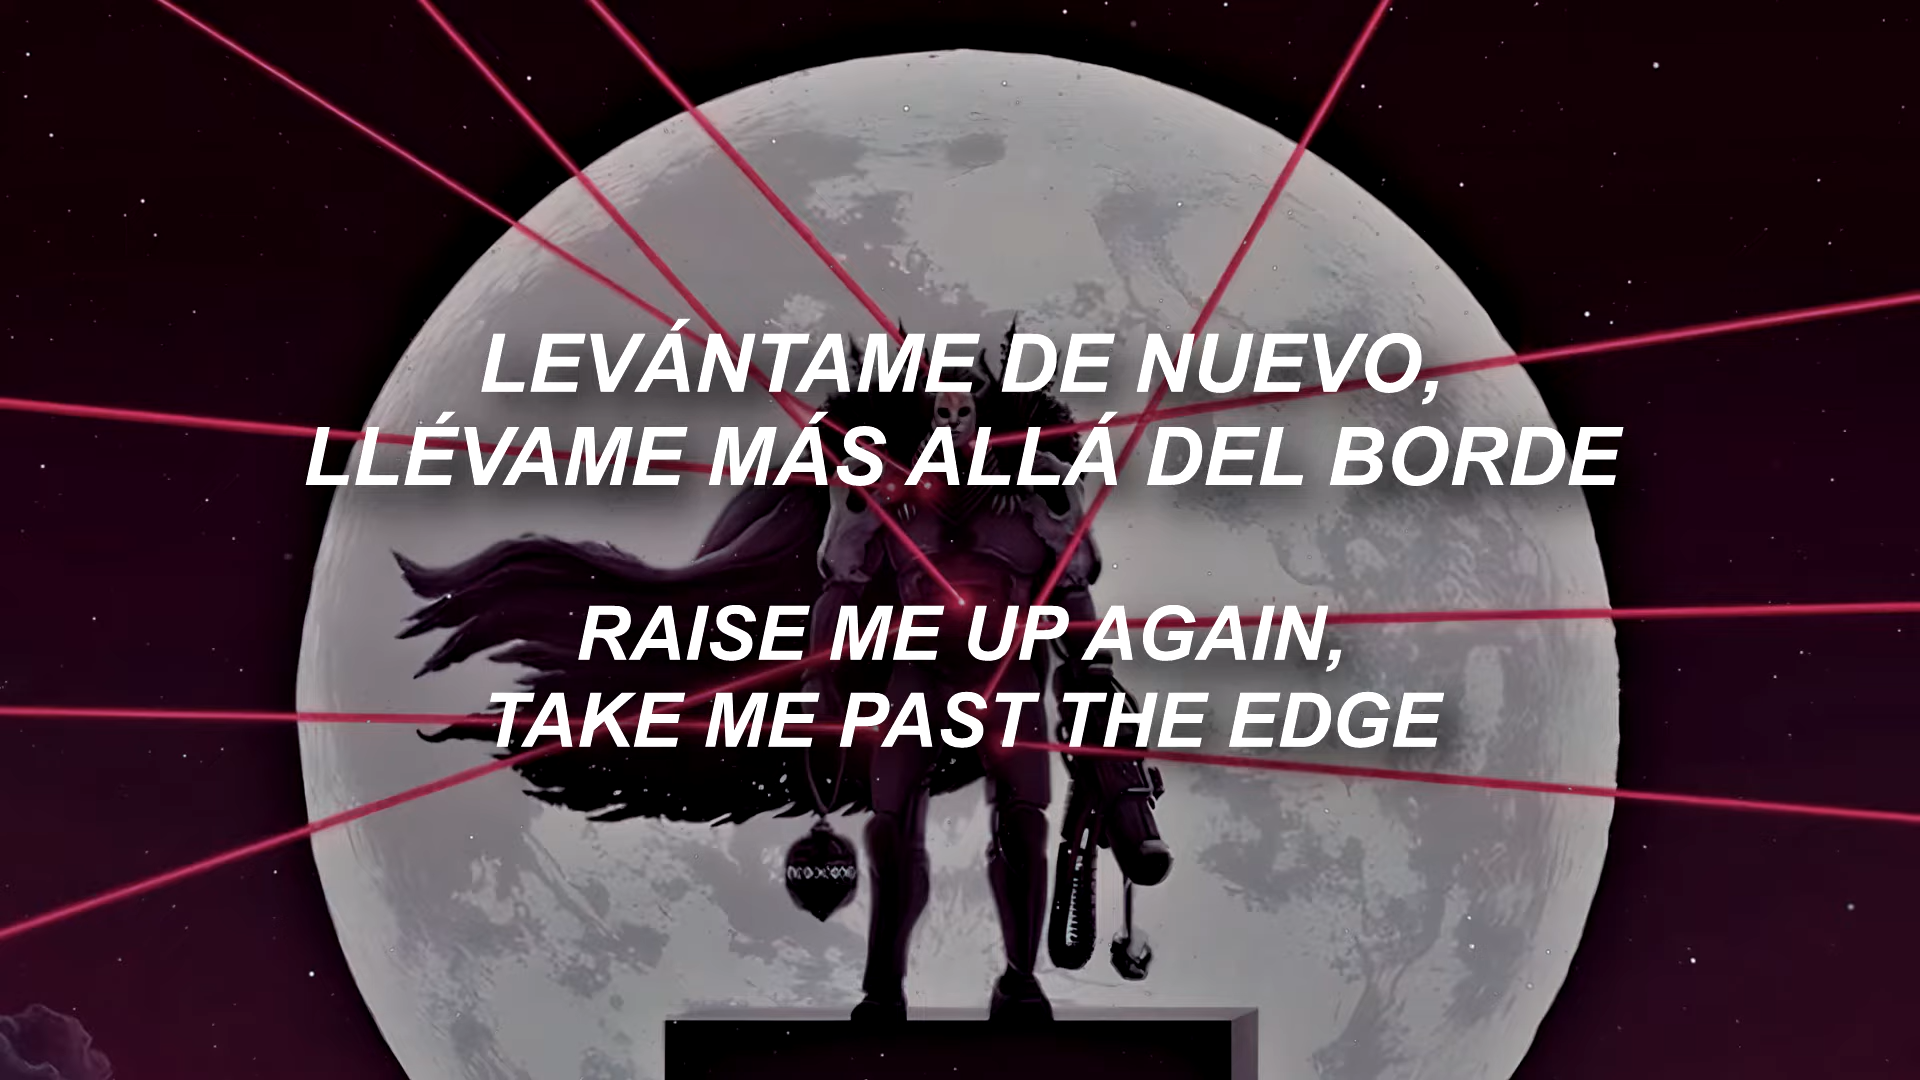 LEVÁNTAME DE NUEVO,
LLÉVAME MÁS ALLÁ DEL BORDE
RAISE ME UP AGAIN,
TAKE ME PAST THE EDGE